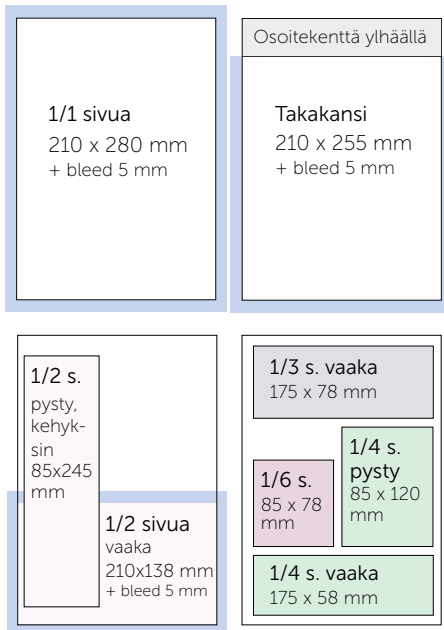 1/1 sivua
210 x 280 mm
+ bleed 5 mm
Osoitekenttä ylhäällä
Takakansi
210 x 255 mm
+ bleed 5 mm
1/2 s.
pysty,
kehyk-
sin
85x245
mm
1/2 sivua
vaaka
210x138 mm
+ bleed 5 mm
1/3 s. vaaka
175 x 78 mm
1/6 s.
85 x 78
mm
1/4 s.
pysty
85 x 120
mm
1/4 s. vaaka
175 x 58 mm